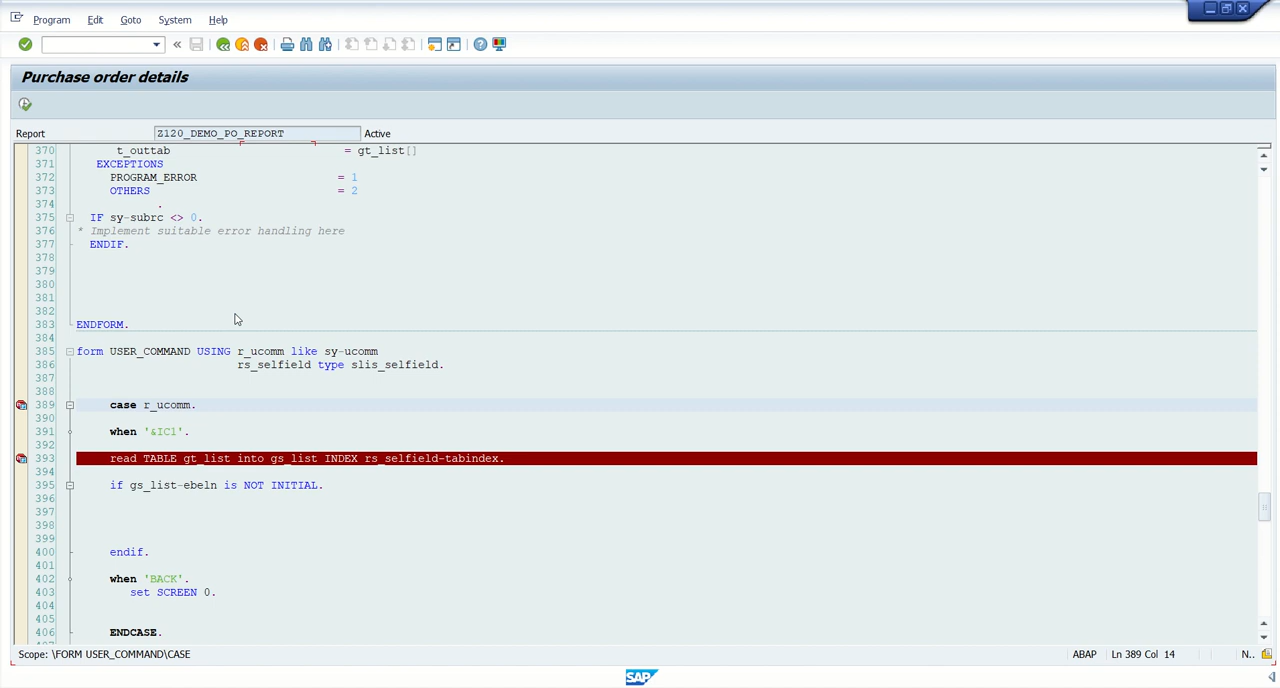 Program Edit Goto System Help
Purchase order details
Report Z120_DEMO_PO_REPORT Active
370 t_outtab = gt_list[]
371 EXCEPTIONS
372 PROGRAM_ERROR = 1
373 OTHERS = 2
374 .
375 IF sy-subrc <> 0.
376 * Implement suitable error handling here
377 ENDIF.
378
379
380
381
382
383 ENDFORM.
384
385 form USER_COMMAND USING r_ucomm like sy-ucomm
386 rs_selfield type slis_selfield.
387
388
389 case r_ucomm.
390
391 when '&IC1'.
392
393 read TABLE gt_list into gs_list INDEX rs_selfield-tabindex.
394
395 if gs_list-ebeln is NOT INITIAL.
396
397
398
399
400 endif.
401
402 when 'BACK'.
403 set SCREEN 0.
404
405
406 ENDCASE.
Scope: \FORM USER_COMMAND\CASE ABAP Ln 389 Col 14 N..
SAP